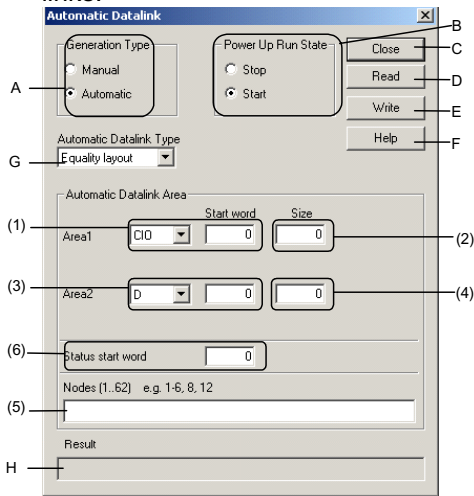 Automatic Datalink
B
Generation Type
Power Up Run State
Close
C
Manual
Stop
Read
D
A
Automatic
Start
Write
E
Help
F
Automatic Datalink Type
G
Equality layout
Automatic Datalink Area
Start word
Size
(1)
Area1
CIO
0
0
(2)
(3)
Area2
D
0
0
(4)
(6)
Status start word
0
Nodes (1..62) e.g. 1-6, 8, 12
(5)
Result
H